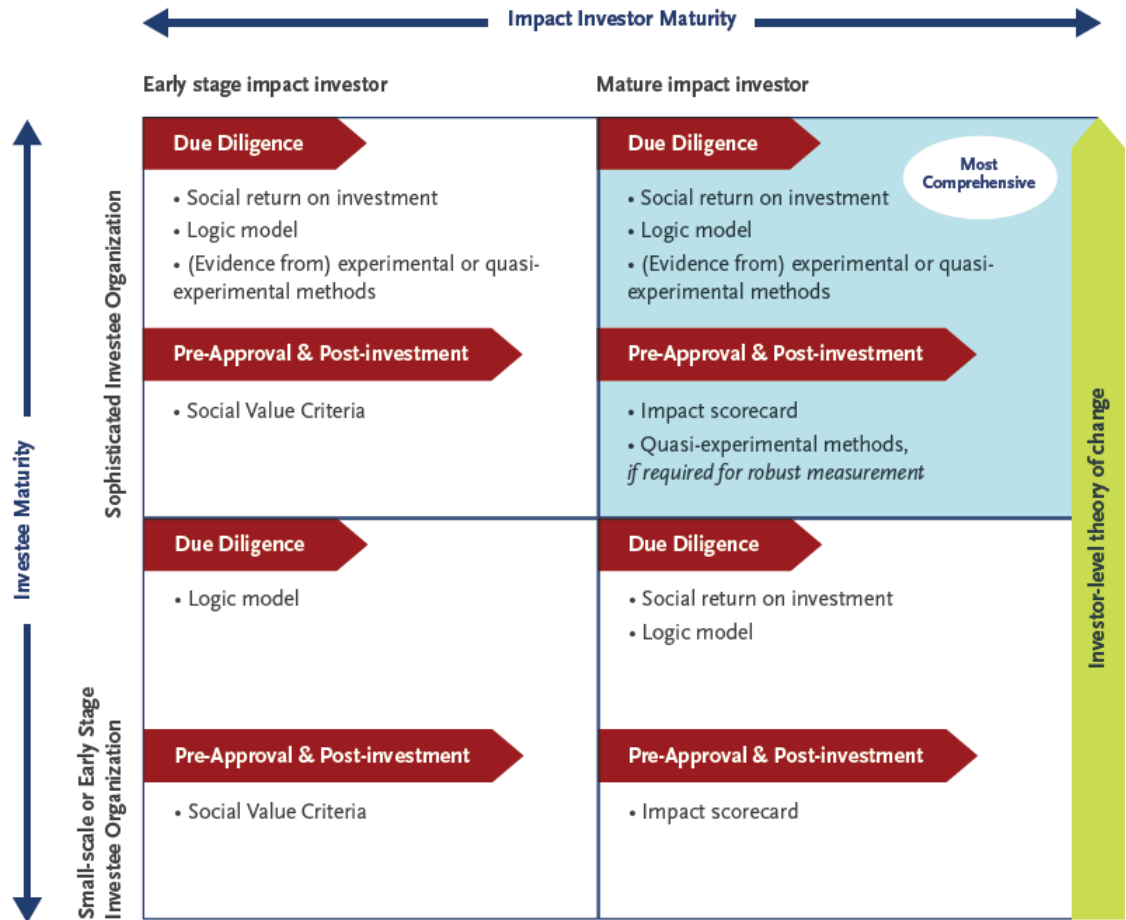 Impact Investor Maturity
Early stage impact investor
Mature impact investor
Investee Maturity
Sophisticated Investee Organization
Due Diligence
• Social return on investment
• Logic model
• (Evidence from) experimental or quasi-
experimental methods
Pre-Approval & Post-investment
• Social Value Criteria
Due Diligence
Most
Comprehensive
• Social return on investment
• Logic model
• (Evidence from) experimental or quasi-
experimental methods
Pre-Approval & Post-investment
• Impact scorecard
• Quasi-experimental methods,
if required for robust measurement
Small-scale or Early Stage
Investee Organization
Due Diligence
• Logic model
Pre-Approval & Post-investment
• Social Value Criteria
Due Diligence
• Social return on investment
• Logic model
Pre-Approval & Post-investment
• Impact scorecard
Investor-level theory of change